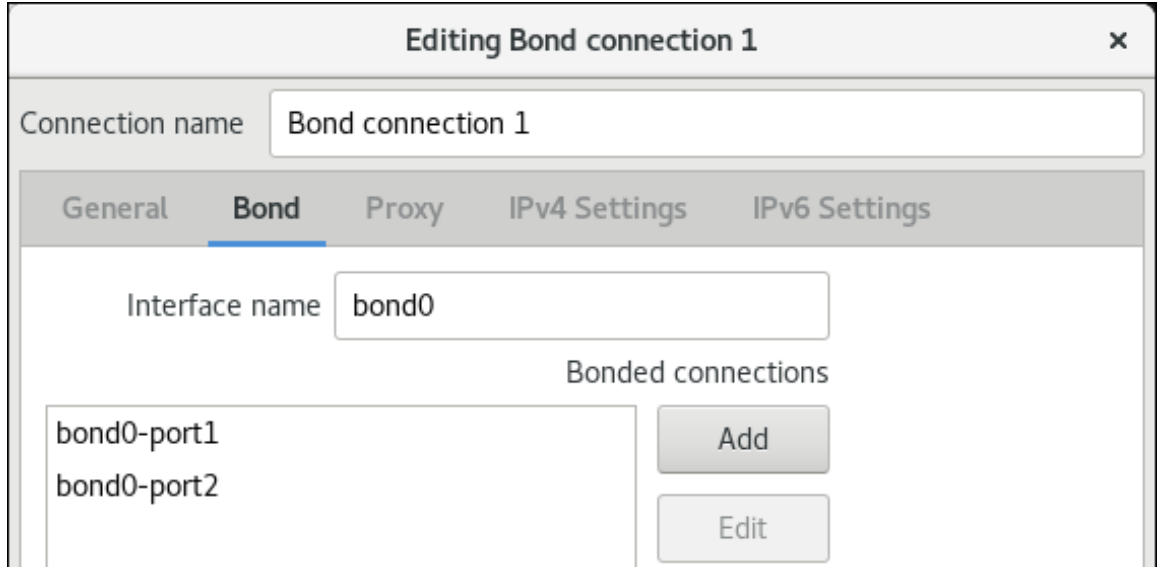 Editing Bond connection 1 ×
Connection name Bond connection 1
General Bond Proxy IPv4 Settings IPv6 Settings
Interface name bond0
Bonded connections
bond0-port1 Add
bond0-port2
Edit